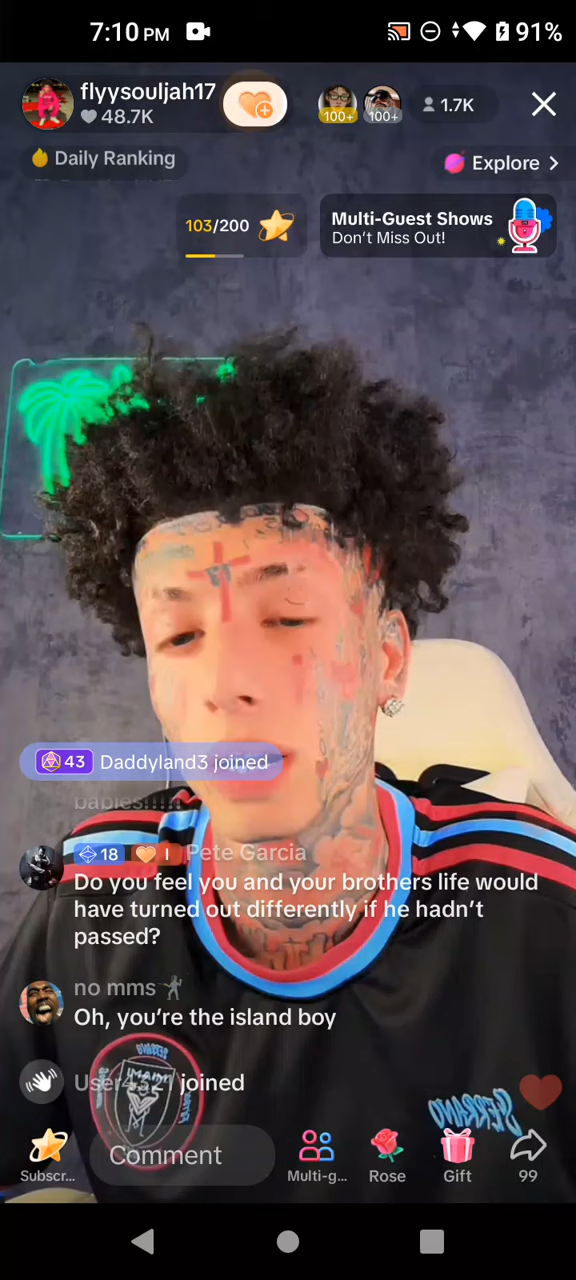 7:10 PM
91%
flyysouljah17
48.7K
100+
100+
1.7K
Daily Ranking
Explore >
103/200
Multi-Guest Shows
Don't Miss Out!
43 Daddyland3 joined
babies!!!!!
18 I Pete Garcia
Do you feel you and your brothers life would
have turned out differently if he hadn't
passed?
no mms
Oh, you're the island boy
joined
SERRANO
Comment
Subscr...
Multi-g...
Rose
Gift
99